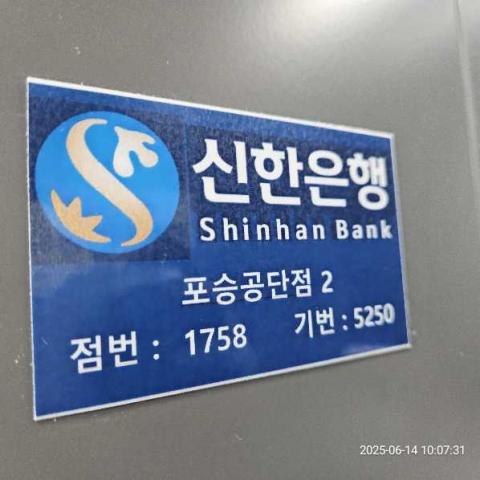 신한은행
Shinhan Bank
포승공단점 2
점번 : 1758 기번 : 5250
2025-06-14 10:07:31